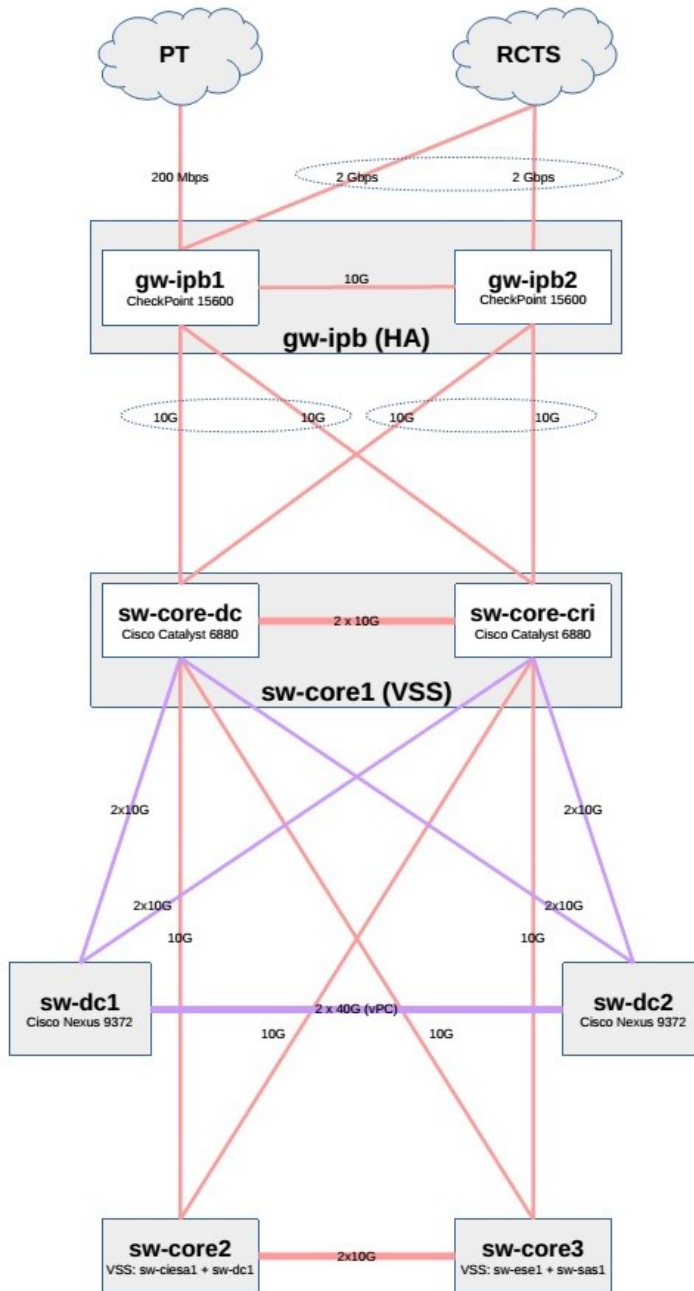 PT
RCTS
200 Mbps
2 Gbps
2 Gbps
gw-ipb1
CheckPoint 15600
10G
gw-ipb2
CheckPoint 15600
gw-ipb (HA)
10G
10G
10G
10G
sw-core-dc
Cisco Catalyst 6880
2 x 10G
sw-core-cri
Cisco Catalyst 6880
sw-core1 (VSS)
2x10G
2x10G
2x10G
2x10G
10G
10G
sw-dc1
Cisco Nexus 9372
2 x 40G (vPC)
sw-dc2
Cisco Nexus 9372
10G
10G
sw-core2
VSS: sw-ciesa1 + sw-dc1
2x10G
sw-core3
VSS: sw-ese1 + sw-sas1